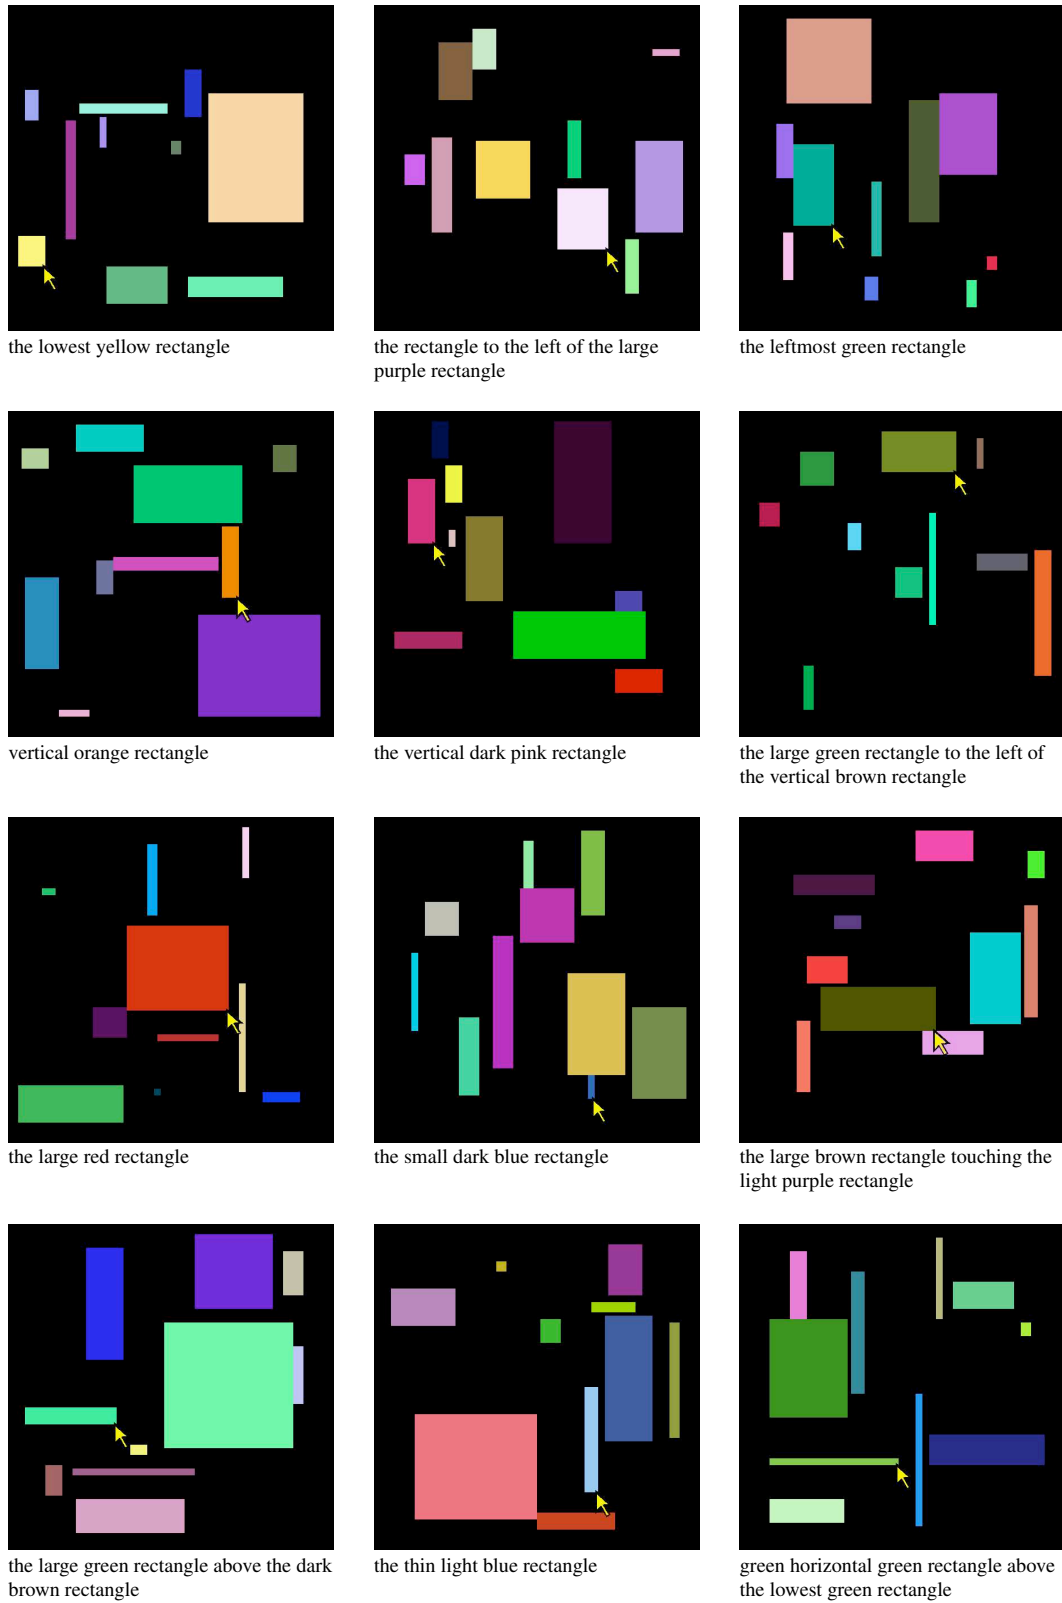 the lowest yellow rectangle
the rectangle to the left of the large
purple rectangle
the leftmost green rectangle
vertical orange rectangle
the vertical dark pink rectangle
the large green rectangle to the left of
the vertical brown rectangle
the large red rectangle
the small dark blue rectangle
the large brown rectangle touching the
light purple rectangle
the large green rectangle above the dark
brown rectangle
the thin light blue rectangle
green horizontal green rectangle above
the lowest green rectangle